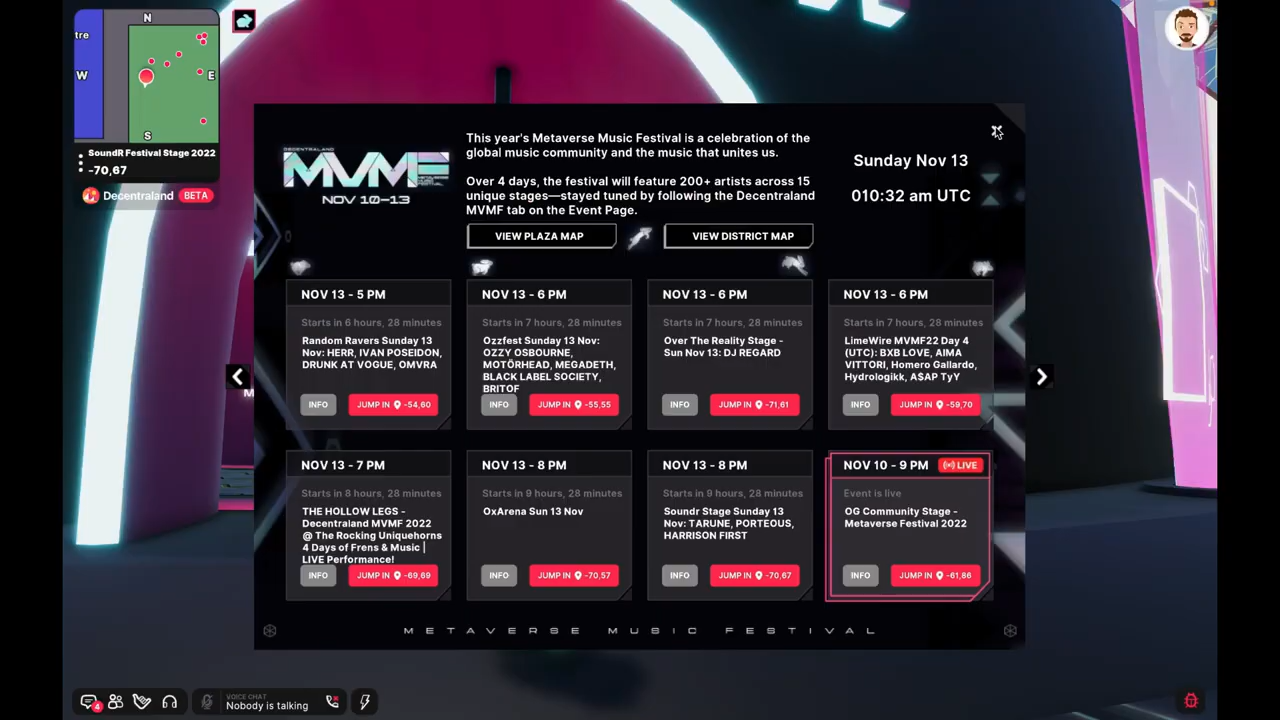 N
tre
W
E
S
SoundR Festival Stage 2022
-70,67
Decentraland BETA
DECENTRALAND
MVMF
METAVERSE MUSIC FESTIVAL
NOV 10-13
This year's Metaverse Music Festival is a celebration of the
global music community and the music that unites us.
Over 4 days, the festival will feature 200+ artists across 15
unique stages—stayed tuned by following the Decentraland
MVMF tab on the Event Page.
VIEW PLAZA MAP
VIEW DISTRICT MAP
Sunday Nov 13
010:32 am UTC
NOV 13 - 5 PM
Starts in 6 hours, 28 minutes
Random Ravers Sunday 13
Nov: HERR, IVAN POSEIDON,
DRUNK AT VOGUE, OMVRA
INFO
JUMP IN -54,60
NOV 13 - 6 PM
Starts in 7 hours, 28 minutes
Ozzfest Sunday 13 Nov:
OZZY OSBOURNE,
MOTÖRHEAD, MEGADETH,
BLACK LABEL SOCIETY,
BRITOF
INFO
JUMP IN -55,55
NOV 13 - 6 PM
Starts in 7 hours, 28 minutes
Over The Reality Stage -
Sun Nov 13: DJ REGARD
INFO
JUMP IN -71,61
NOV 13 - 6 PM
Starts in 7 hours, 28 minutes
LimeWire MVMF22 Day 4
(UTC): BXB LOVE, AIMA
VITTORI, Homero Gallardo,
Hydrologikk, A$AP TyY
INFO
JUMP IN -59,70
NOV 13 - 7 PM
Starts in 8 hours, 28 minutes
THE HOLLOW LEGS -
Decentraland MVMF 2022
@ The Rocking Uniquehorns
4 Days of Frens & Music |
LIVE Performance!
INFO
JUMP IN -69,69
NOV 13 - 8 PM
Starts in 9 hours, 28 minutes
OxArena Sun 13 Nov
INFO
JUMP IN -70,57
NOV 13 - 8 PM
Starts in 9 hours, 28 minutes
Soundr Stage Sunday 13
Nov: TARUNE, PORTEOUS,
HARRISON FIRST
INFO
JUMP IN -70,67
NOV 10 - 9 PM LIVE
Event is live
OG Community Stage -
Metaverse Festival 2022
INFO
JUMP IN -61,86
METAVERSE MUSIC FESTIVAL
4
VOICE CHAT
Nobody is talking